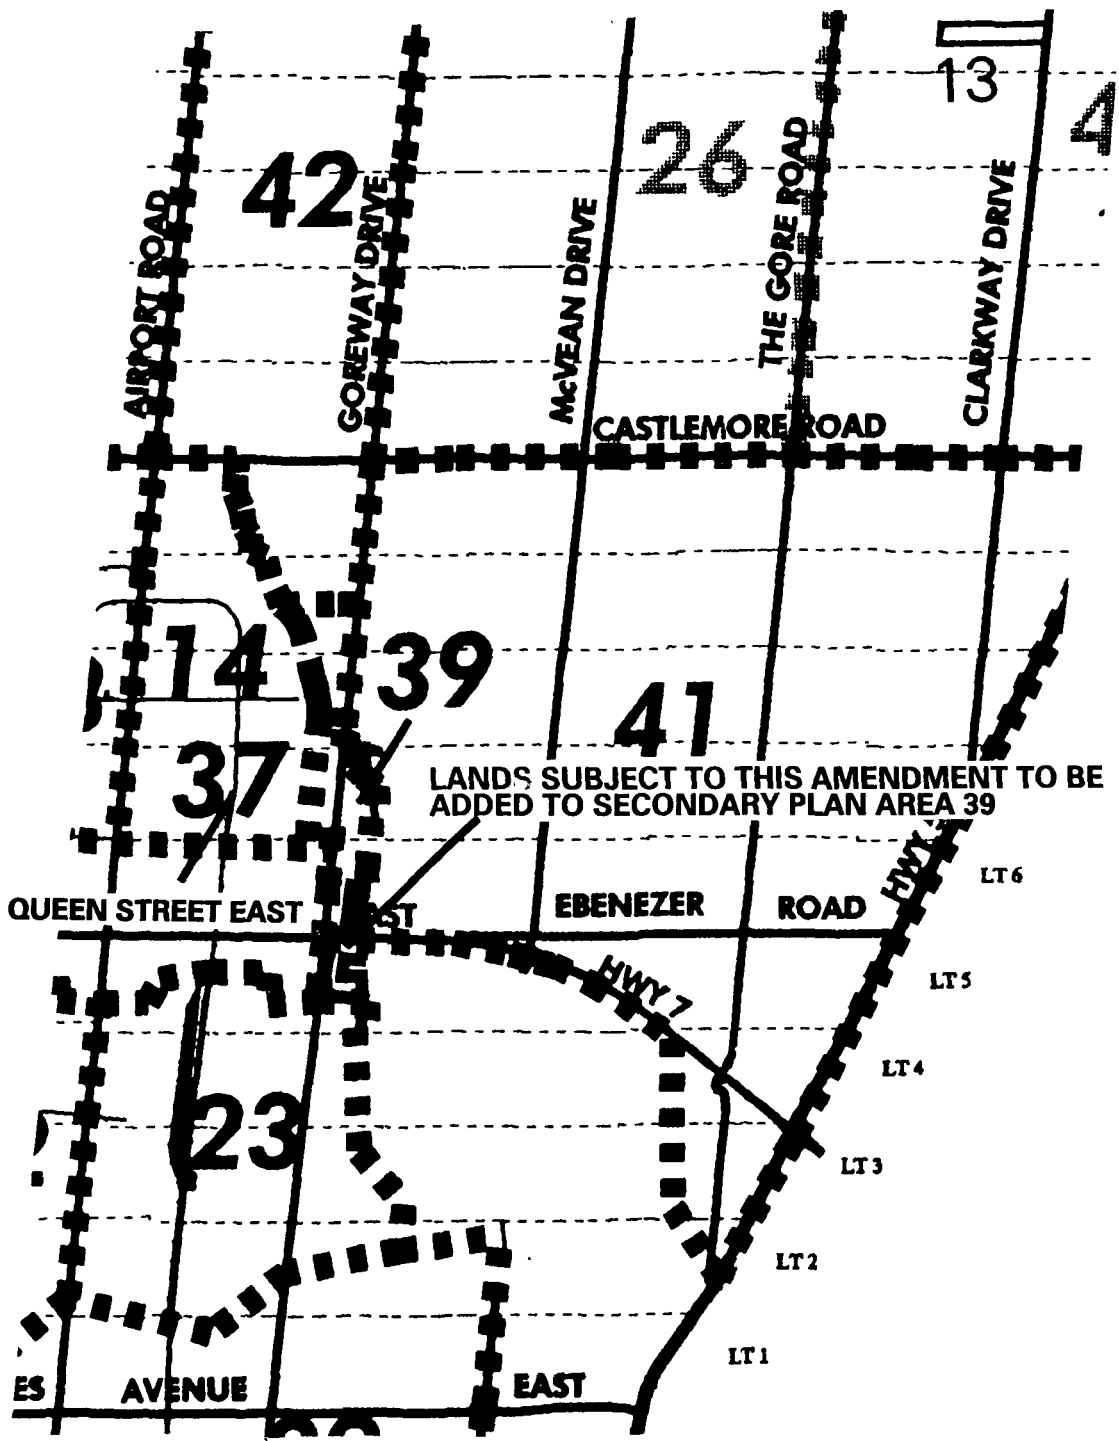 13
4
42
26
AIRPORT ROAD
GOREWAY DRIVE
McVEAN DRIVE
THE GORE ROAD
CLARKWAY DRIVE
CASTLEMORE ROAD
14
39
41
37
LANDS SUBJECT TO THIS AMENDMENT TO BE
ADDED TO SECONDARY PLAN AREA 39
HWY
LT 6
QUEEN STREET EAST
EBENEZER ROAD
LT 5
HWY 7
LT 4
23
LT 3
LT 2
LT 1
AVENUE EAST